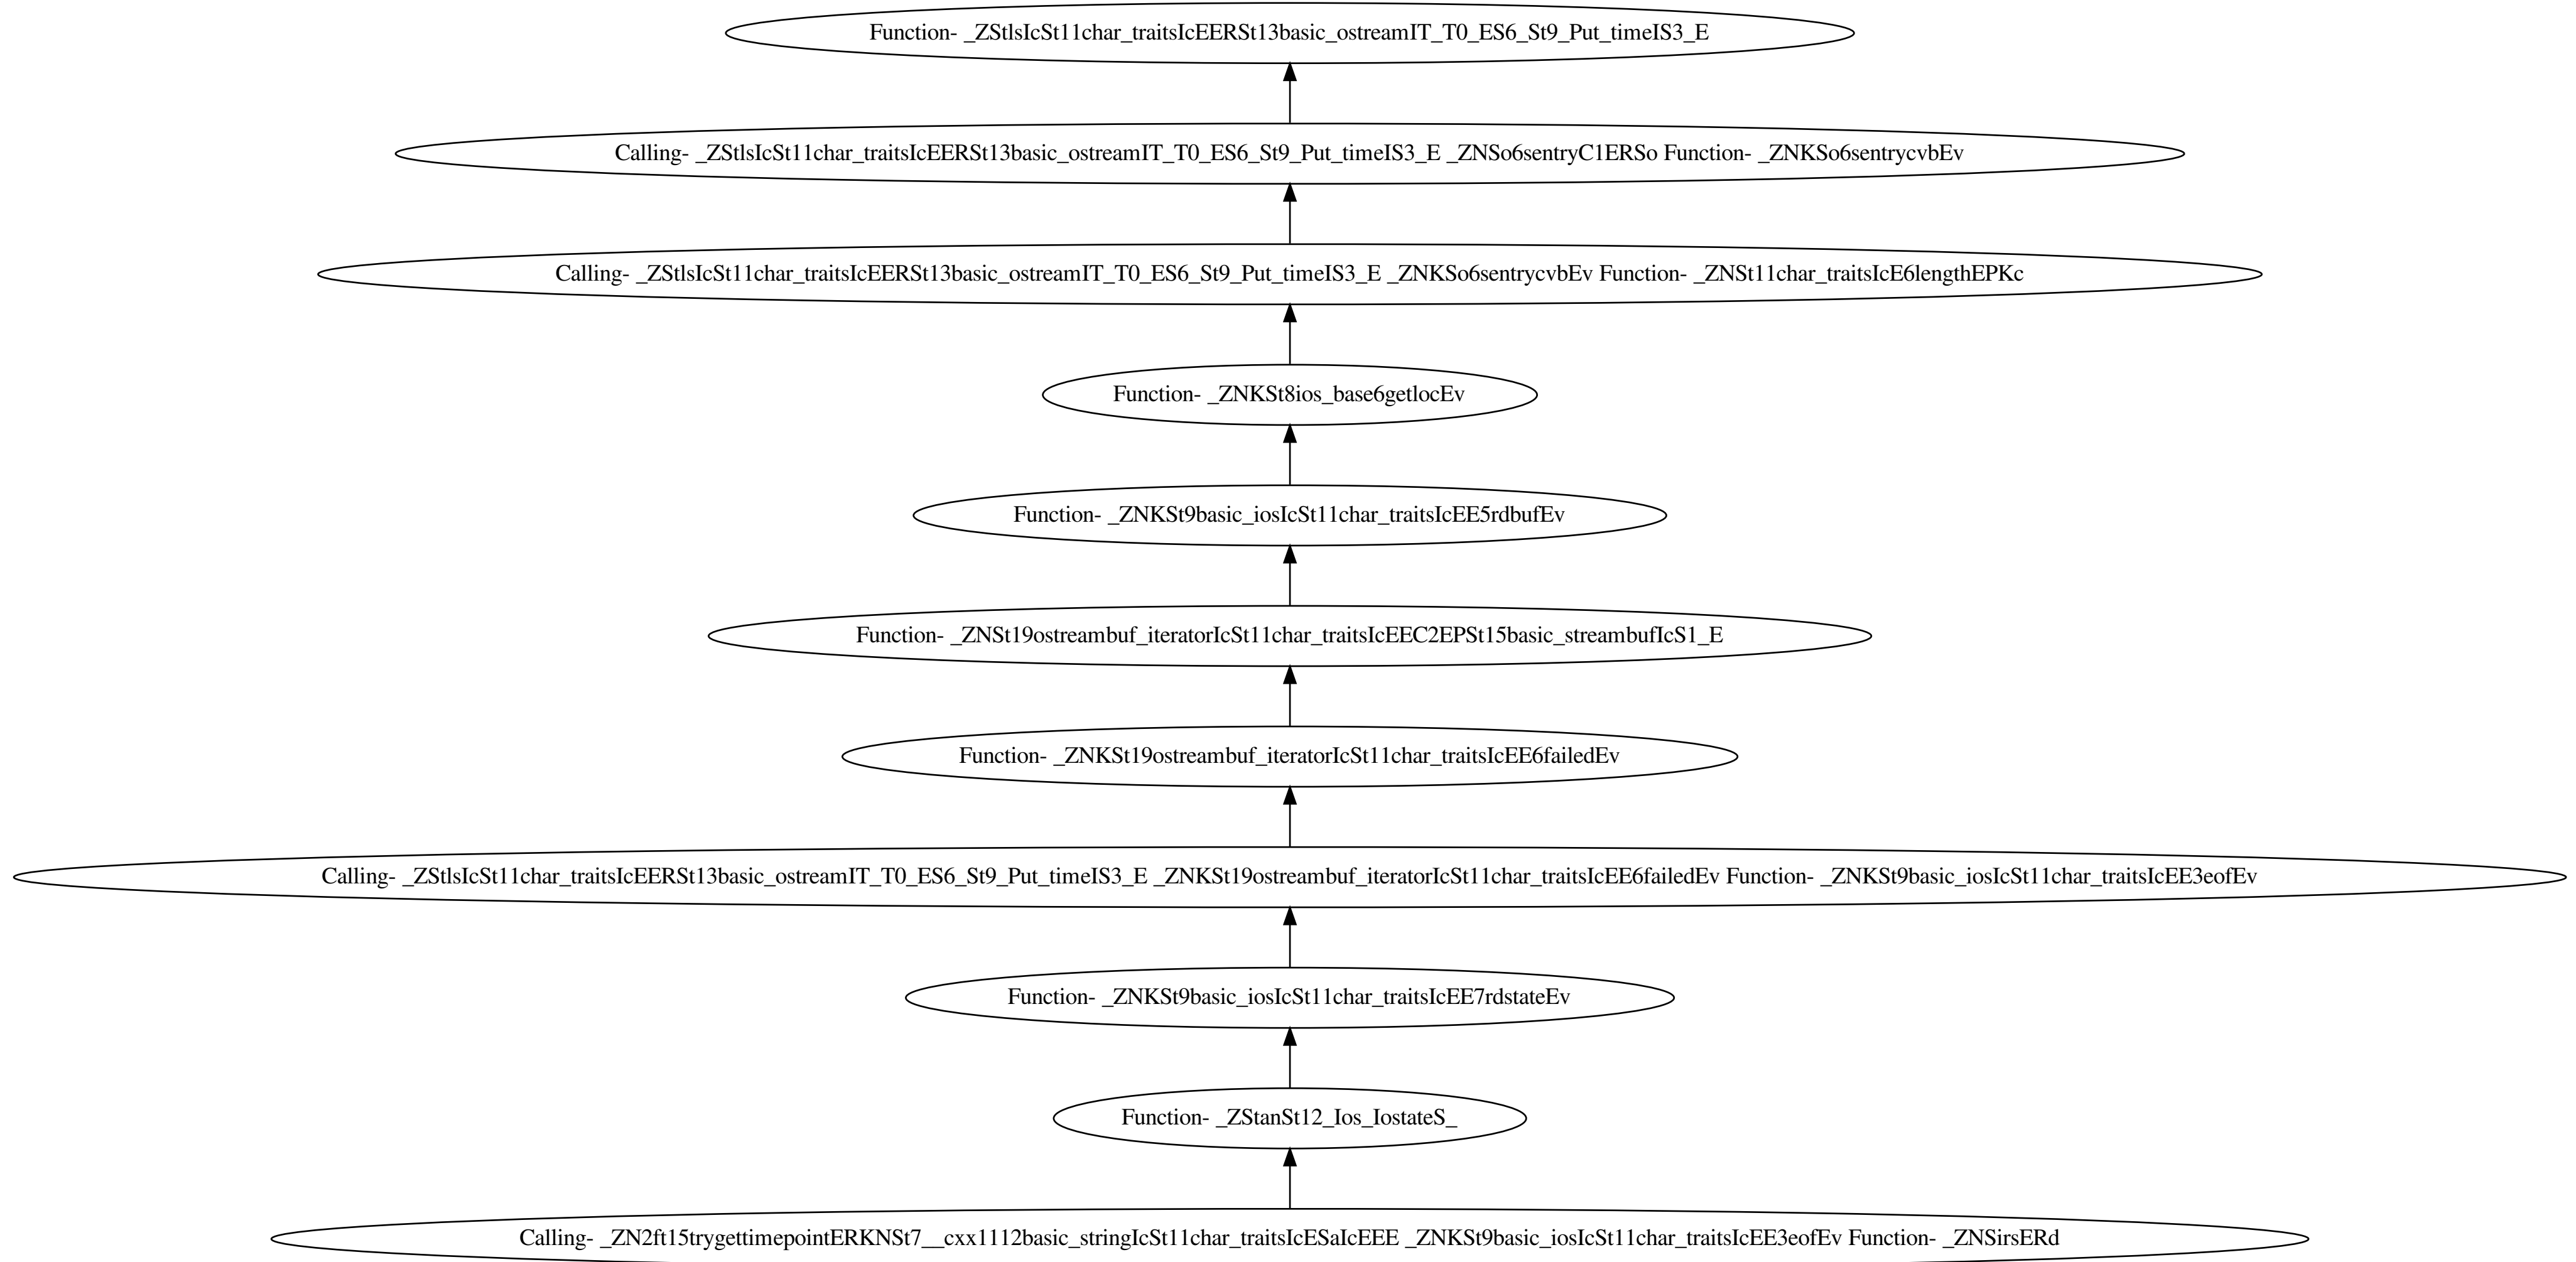 Function- _ZStlsIcSt11char_traitsIcEERSt13basic_ostreamIT_T0_ES6_St9_Put_timeIS3_E
Calling- _ZStlsIcSt11char_traitsIcEERSt13basic_ostreamIT_T0_ES6_St9_Put_timeIS3_E _ZNSo6sentryC1ERSo Function- _ZNKSo6sentrycvbEv
Calling- _ZStlsIcSt11char_traitsIcEERSt13basic_ostreamIT_T0_ES6_St9_Put_timeIS3_E _ZNKSo6sentrycvbEv Function- _ZNSt11char_traitsIcE6lengthEPKc
Function- _ZNKSt8ios_base6getlocEv
Function- _ZNKSt9basic_iosIcSt11char_traitsIcEE5rdbufEv
Function- _ZNSt19ostreambuf_iteratorIcSt11char_traitsIcEEC2EPSt15basic_streambufIcS1_E
Function- _ZNKSt19ostreambuf_iteratorIcSt11char_traitsIcEE6failedEv
Calling- _ZStlsIcSt11char_traitsIcEERSt13basic_ostreamIT_T0_ES6_St9_Put_timeIS3_E _ZNKSt19ostreambuf_iteratorIcSt11char_traitsIcEE6failedEv Function- _ZNKSt9basic_iosIcSt11char_traitsIcEE3eofEv
Function- _ZNKSt9basic_iosIcSt11char_traitsIcEE7rdstateEv
Function- _ZStanSt12_Ios_IostateS_
Calling- _ZN2ft15trygettimepointERKNSt7__cxx1112basic_stringIcSt11char_traitsIcESaIcEEE _ZNKSt9basic_iosIcSt11char_traitsIcEE3eofEv Function- _ZNSirsERd